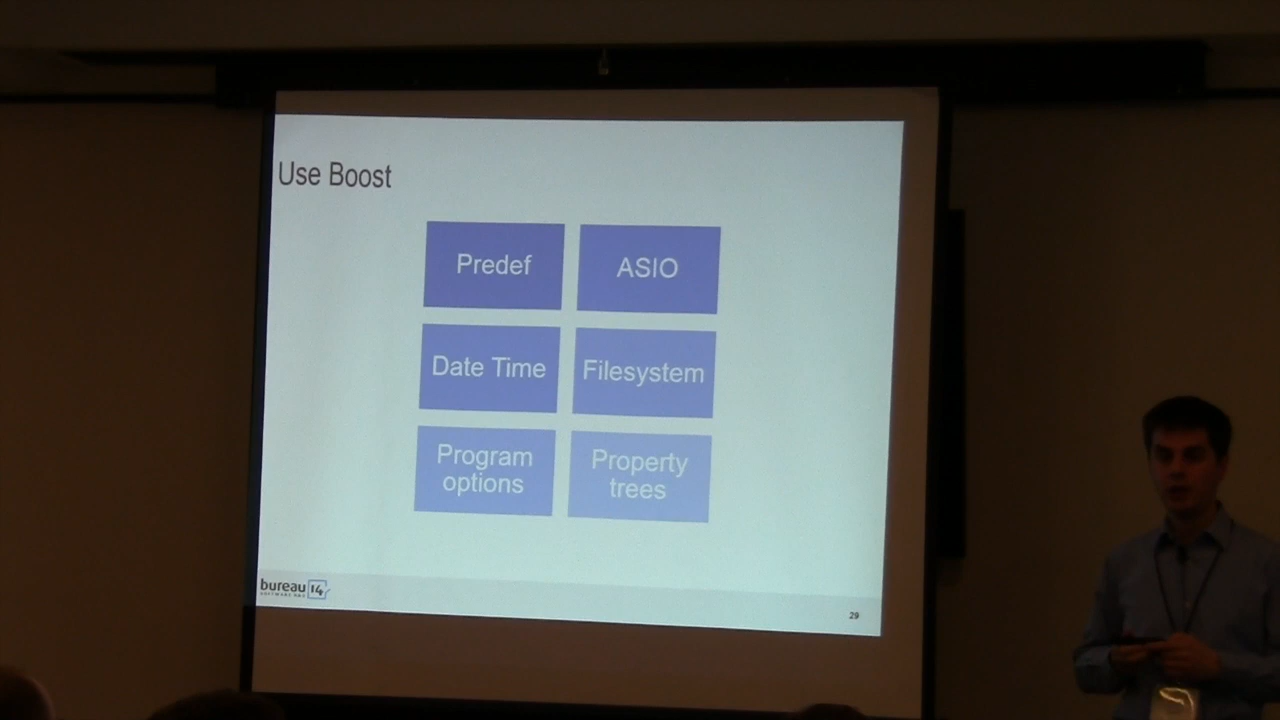 Use Boost
Predef
ASIO
Date Time
Filesystem
Program
options
Property
trees
bureau 14
29